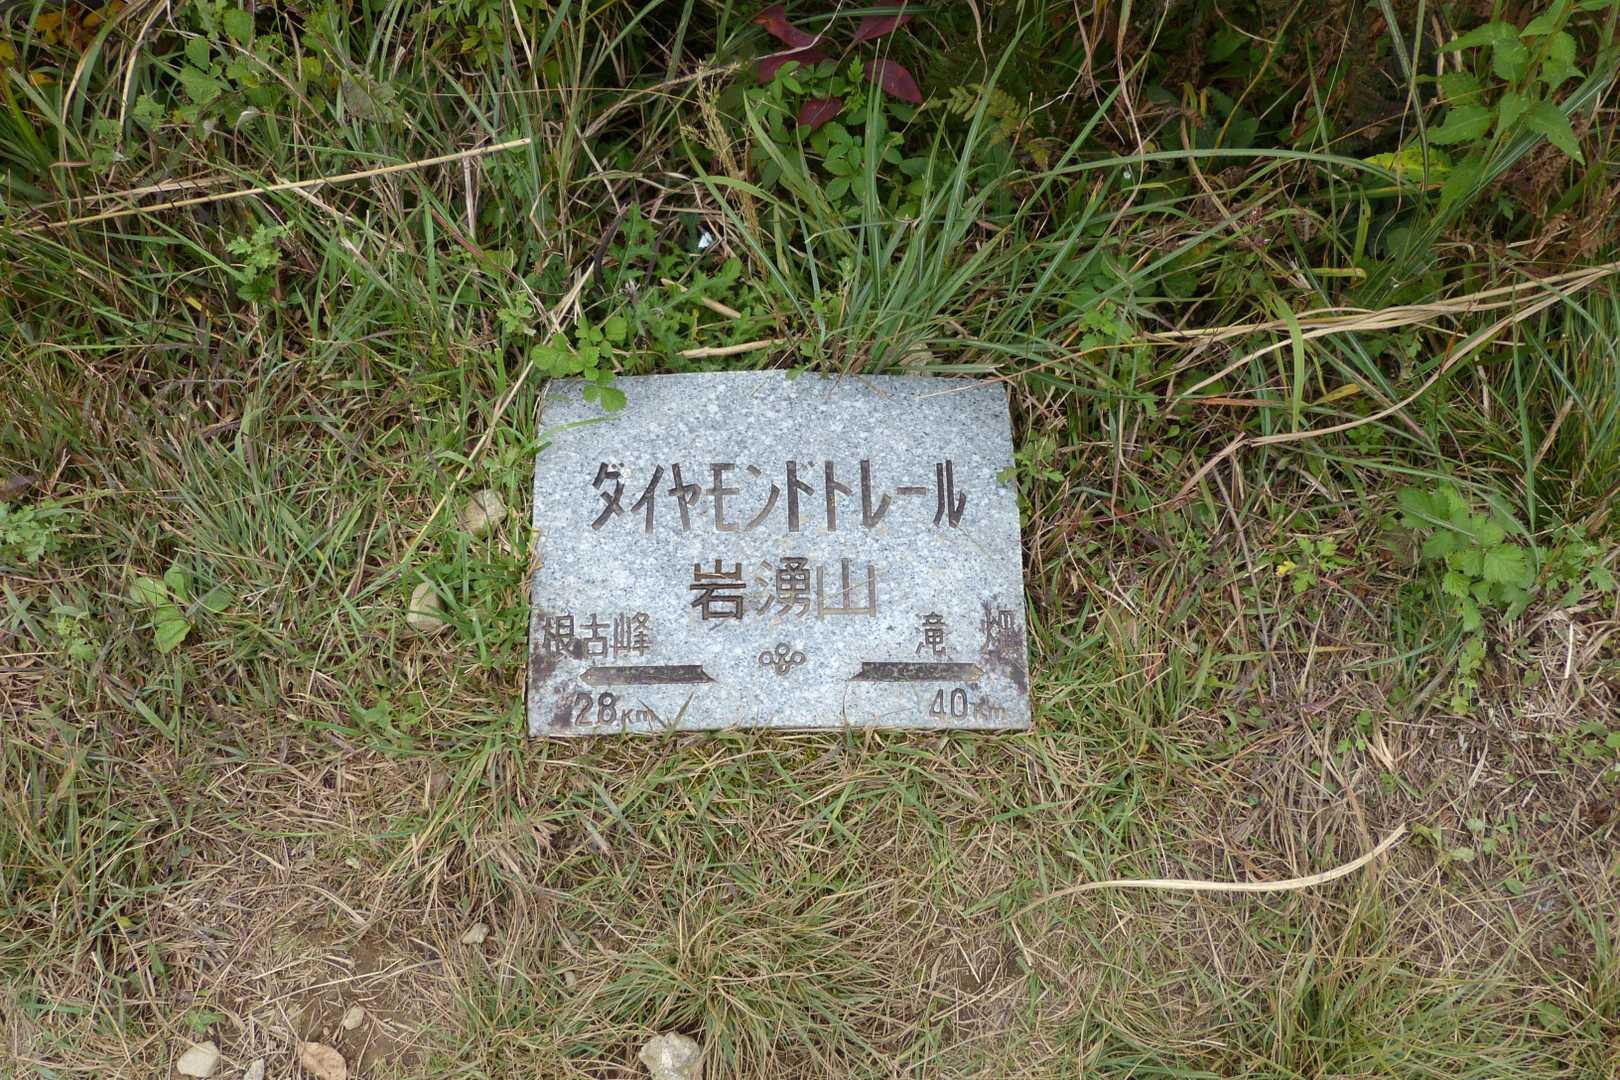 ダイヤモンドトレール
岩湧山
根古峰 滝畑
28Km 40Km